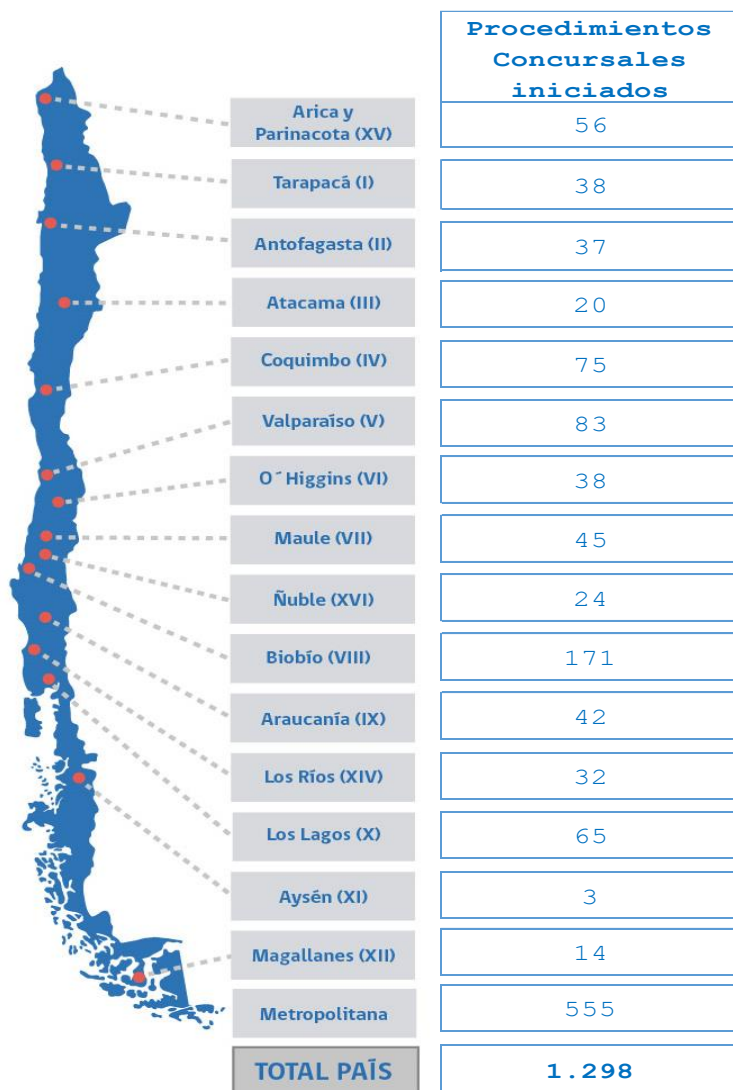 Procedimientos
Concursales
iniciados
Arica y
Parinacota (XV)
56
Tarapacá (I)
38
Antofagasta (II)
37
Atacama (III)
20
Coquimbo (IV)
75
Valparaíso (V)
83
O´Higgins (VI)
38
Maule (VII)
45
Ñuble (XVI)
24
Biobío (VIII)
171
Araucanía (IX)
42
Los Ríos (XIV)
32
Los Lagos (X)
65
Aysén (XI)
3
Magallanes (XII)
14
Metropolitana
555
TOTAL PAÍS
1.298